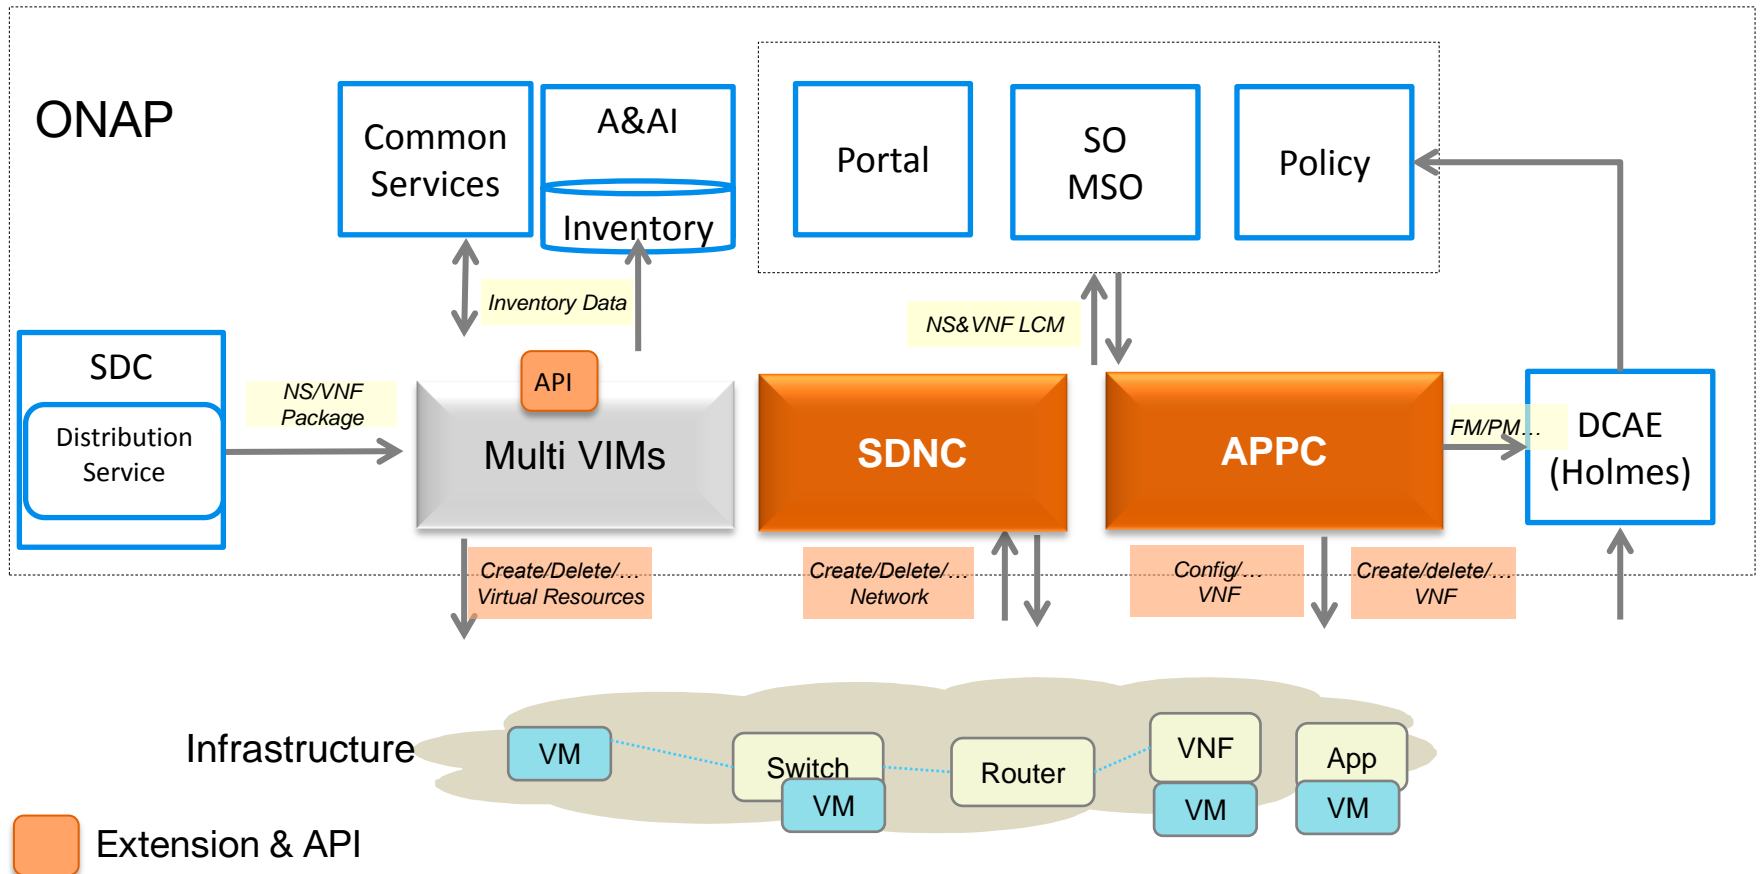 ONAP
Common
Services
A&AI
Inventory
Portal
SO
MSO
Policy
Inventory Data
NS&VNF LCM
SDC
Distribution
Service
NS/VNF
Package
API
Multi VIMs
SDNC
APPC
FM/PM...
DCAE
(Holmes)
Create/Delete/...
Virtual Resources
Create/Delete/...
Network
Config/...
VNF
Create/delete/...
VNF
Infrastructure
VM
Switch
VM
Router
VNF
VM
App
VM
Extension & API